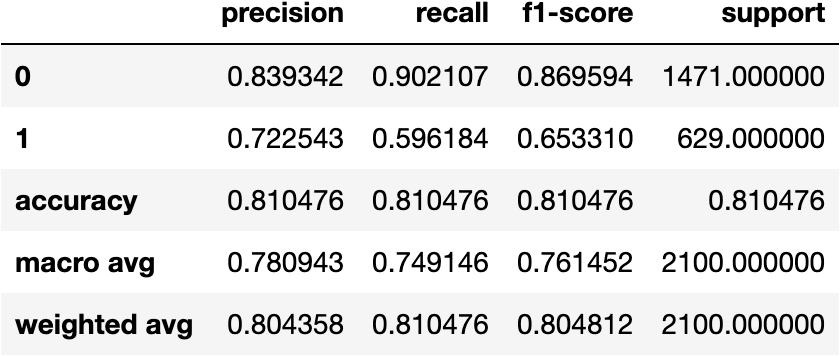 precision recall f1-score support
0 0.839342 0.902107 0.869594 1471.000000
1 0.722543 0.596184 0.653310 629.000000
accuracy 0.810476 0.810476 0.810476 0.810476
macro avg 0.780943 0.749146 0.761452 2100.000000
weighted avg 0.804358 0.810476 0.804812 2100.000000